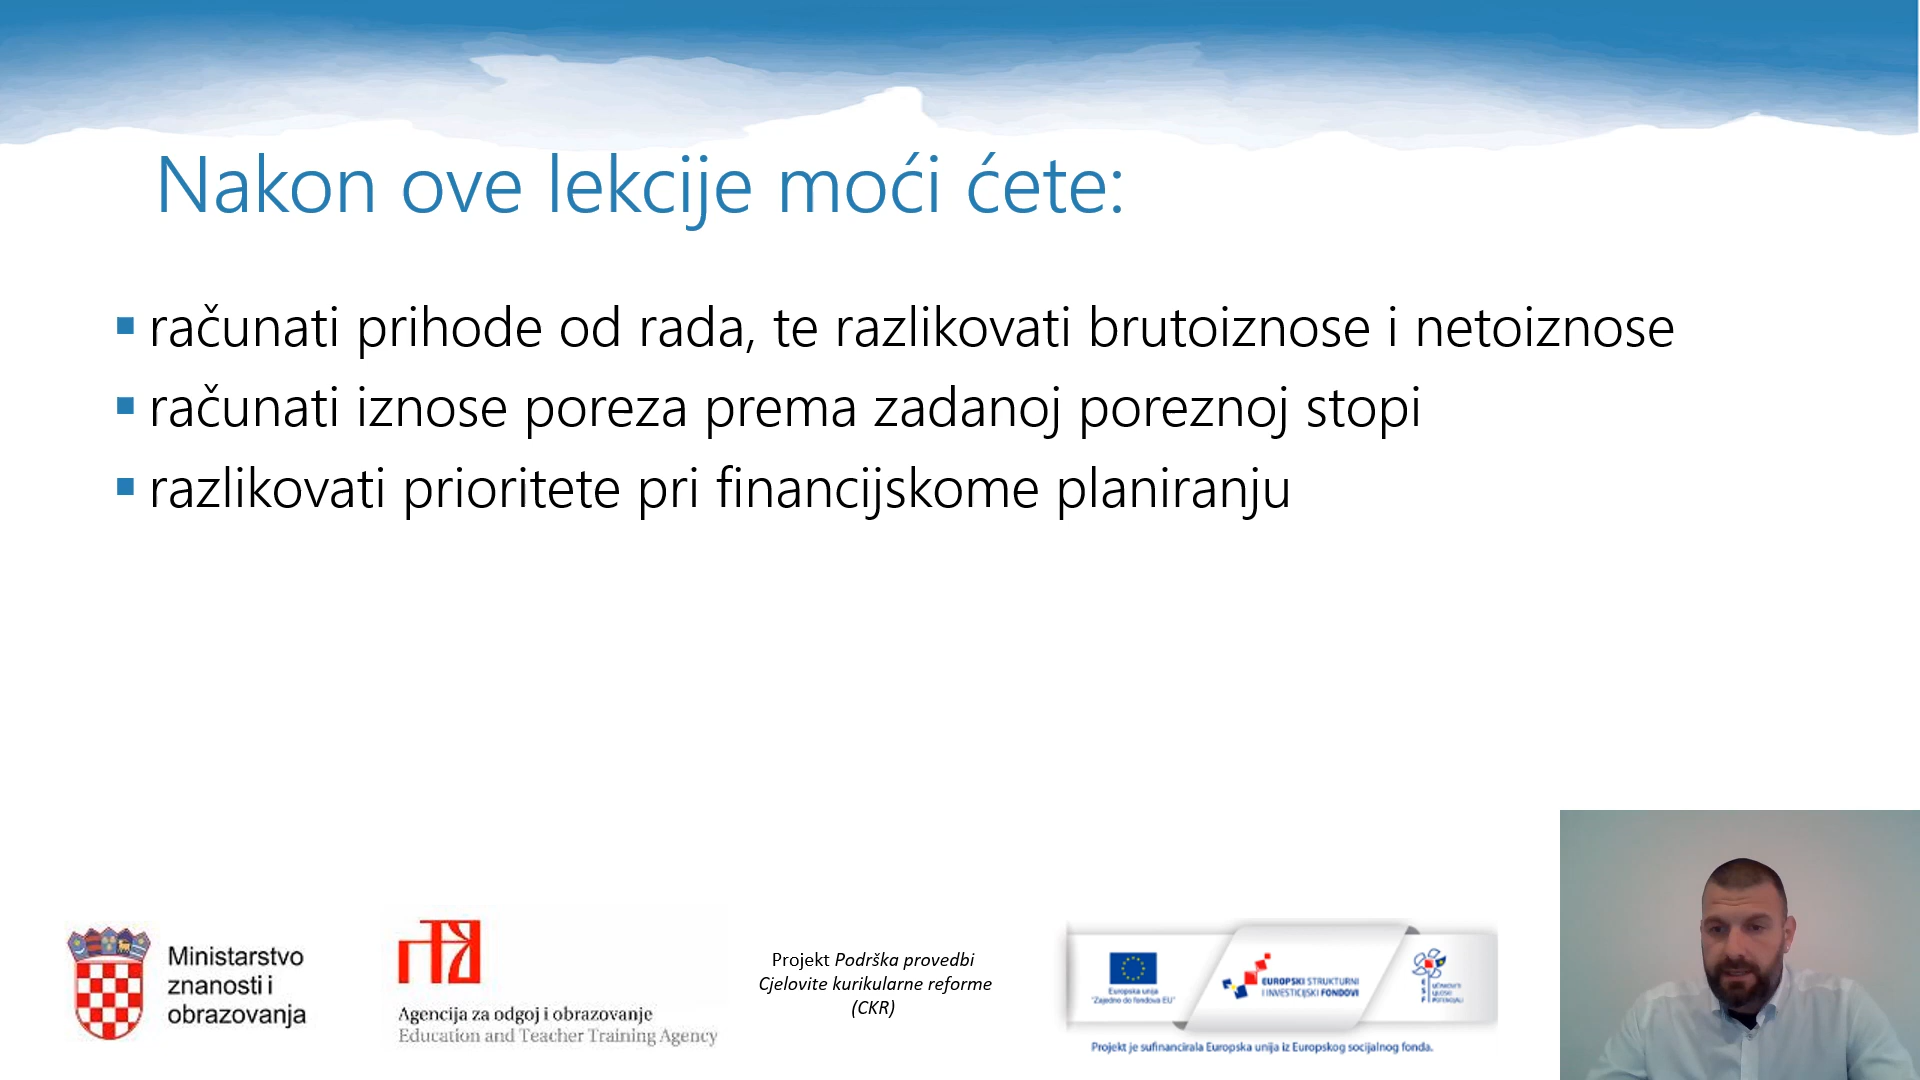 Nakon ove lekcije moći ćete:
računati prihode od rada, te razlikovati brutoiznose i netoiznose
računati iznose poreza prema zadanoj poreznoj stopi
razlikovati prioritete pri financijskome planiranju
Ministarstvo
znanosti i
obrazovanja
Agencija za odgoj i obrazovanje
Education and Teacher Training Agency
Projekt Podrška provedbi
Cjelovite kurikularne reforme
(CKR)
Europska unija
"Zajedno do fondova EU"
EUROPSKI STRUKTURNI
I INVESTICIJSKI FONDOVI
Projekt je sufinancirala Europska unija iz Europskog socijalnog fonda.